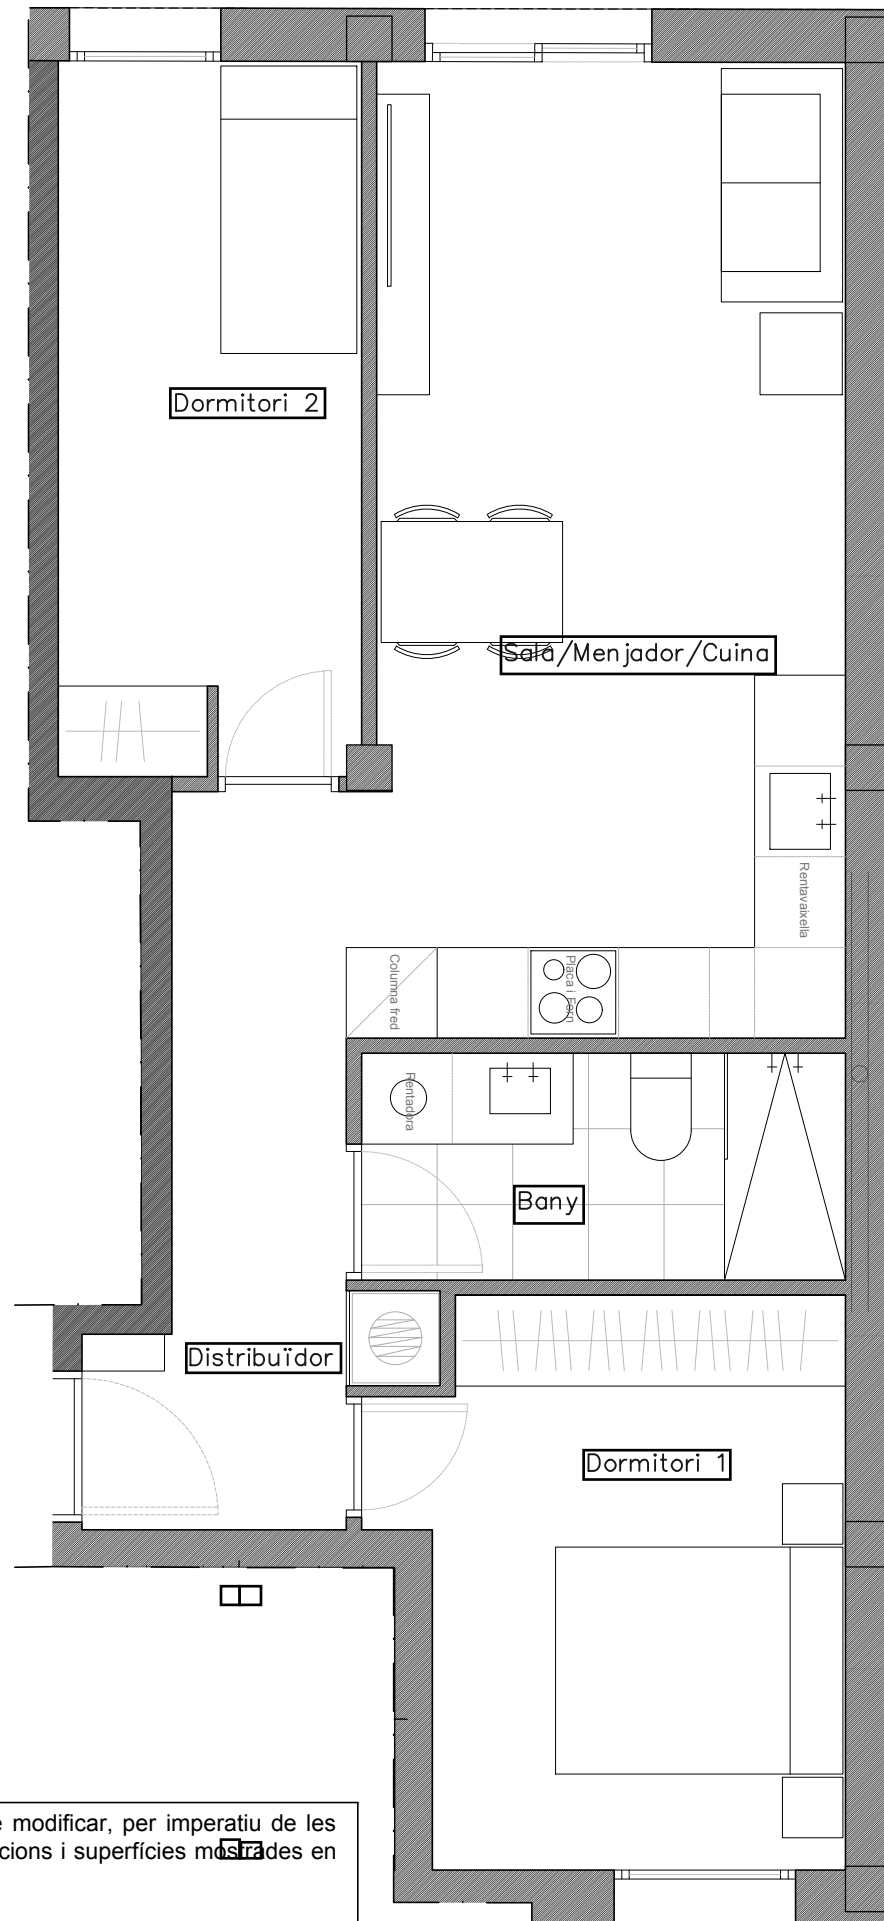 Dormitori 2
Sala/Menjador/Cuina
Rentavaixella
Columna fred
Placa i Forn
Rentadora
Bany
Distribuïdor
Dormitori 1
modificar, per imperatiu de les
cions i superfícies mostrades en